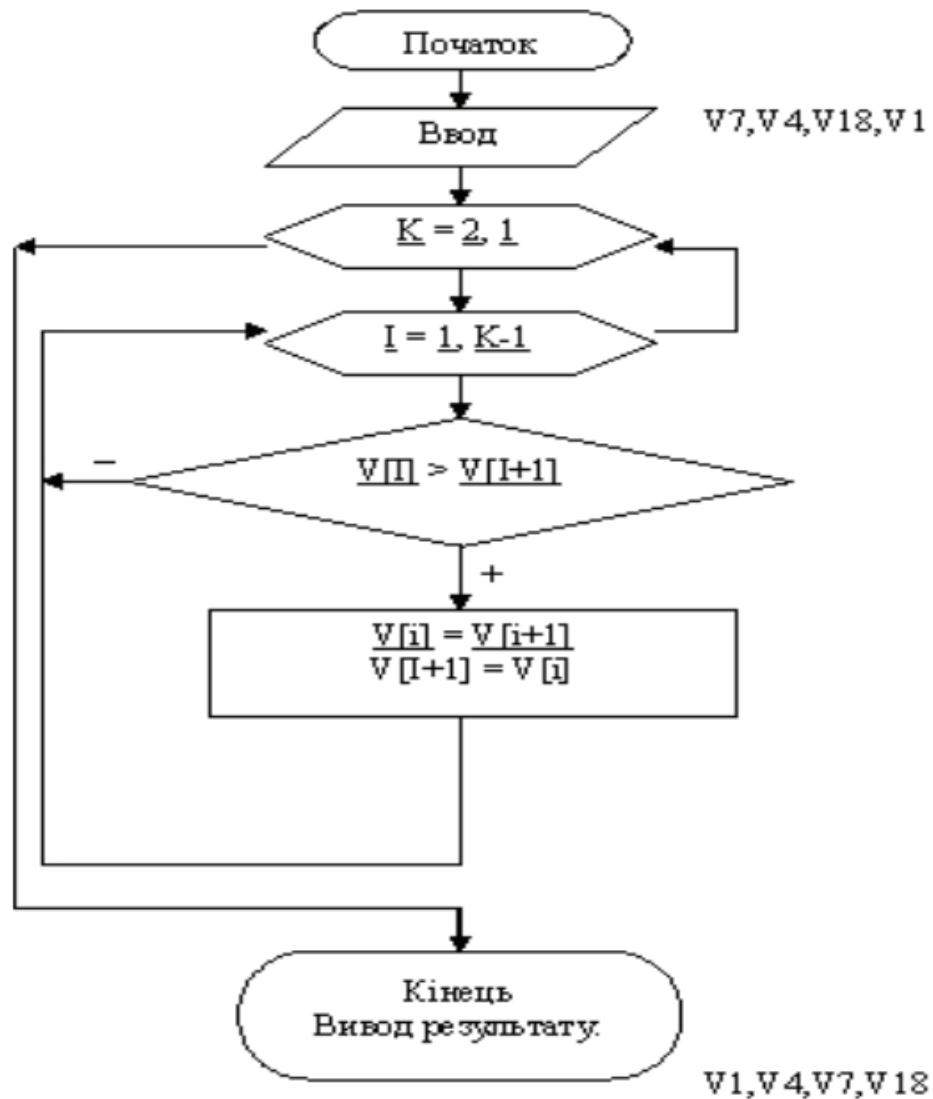 Початок
Ввод
V7,V4,V18,V1
K = 2, 1
I = 1, K-1
V[I] > V[I+1]
–
+
V[i] = V[i+1]
V[I+1] = V[i]
Кінець
Вивод результату.
V1,V4,V7,V18